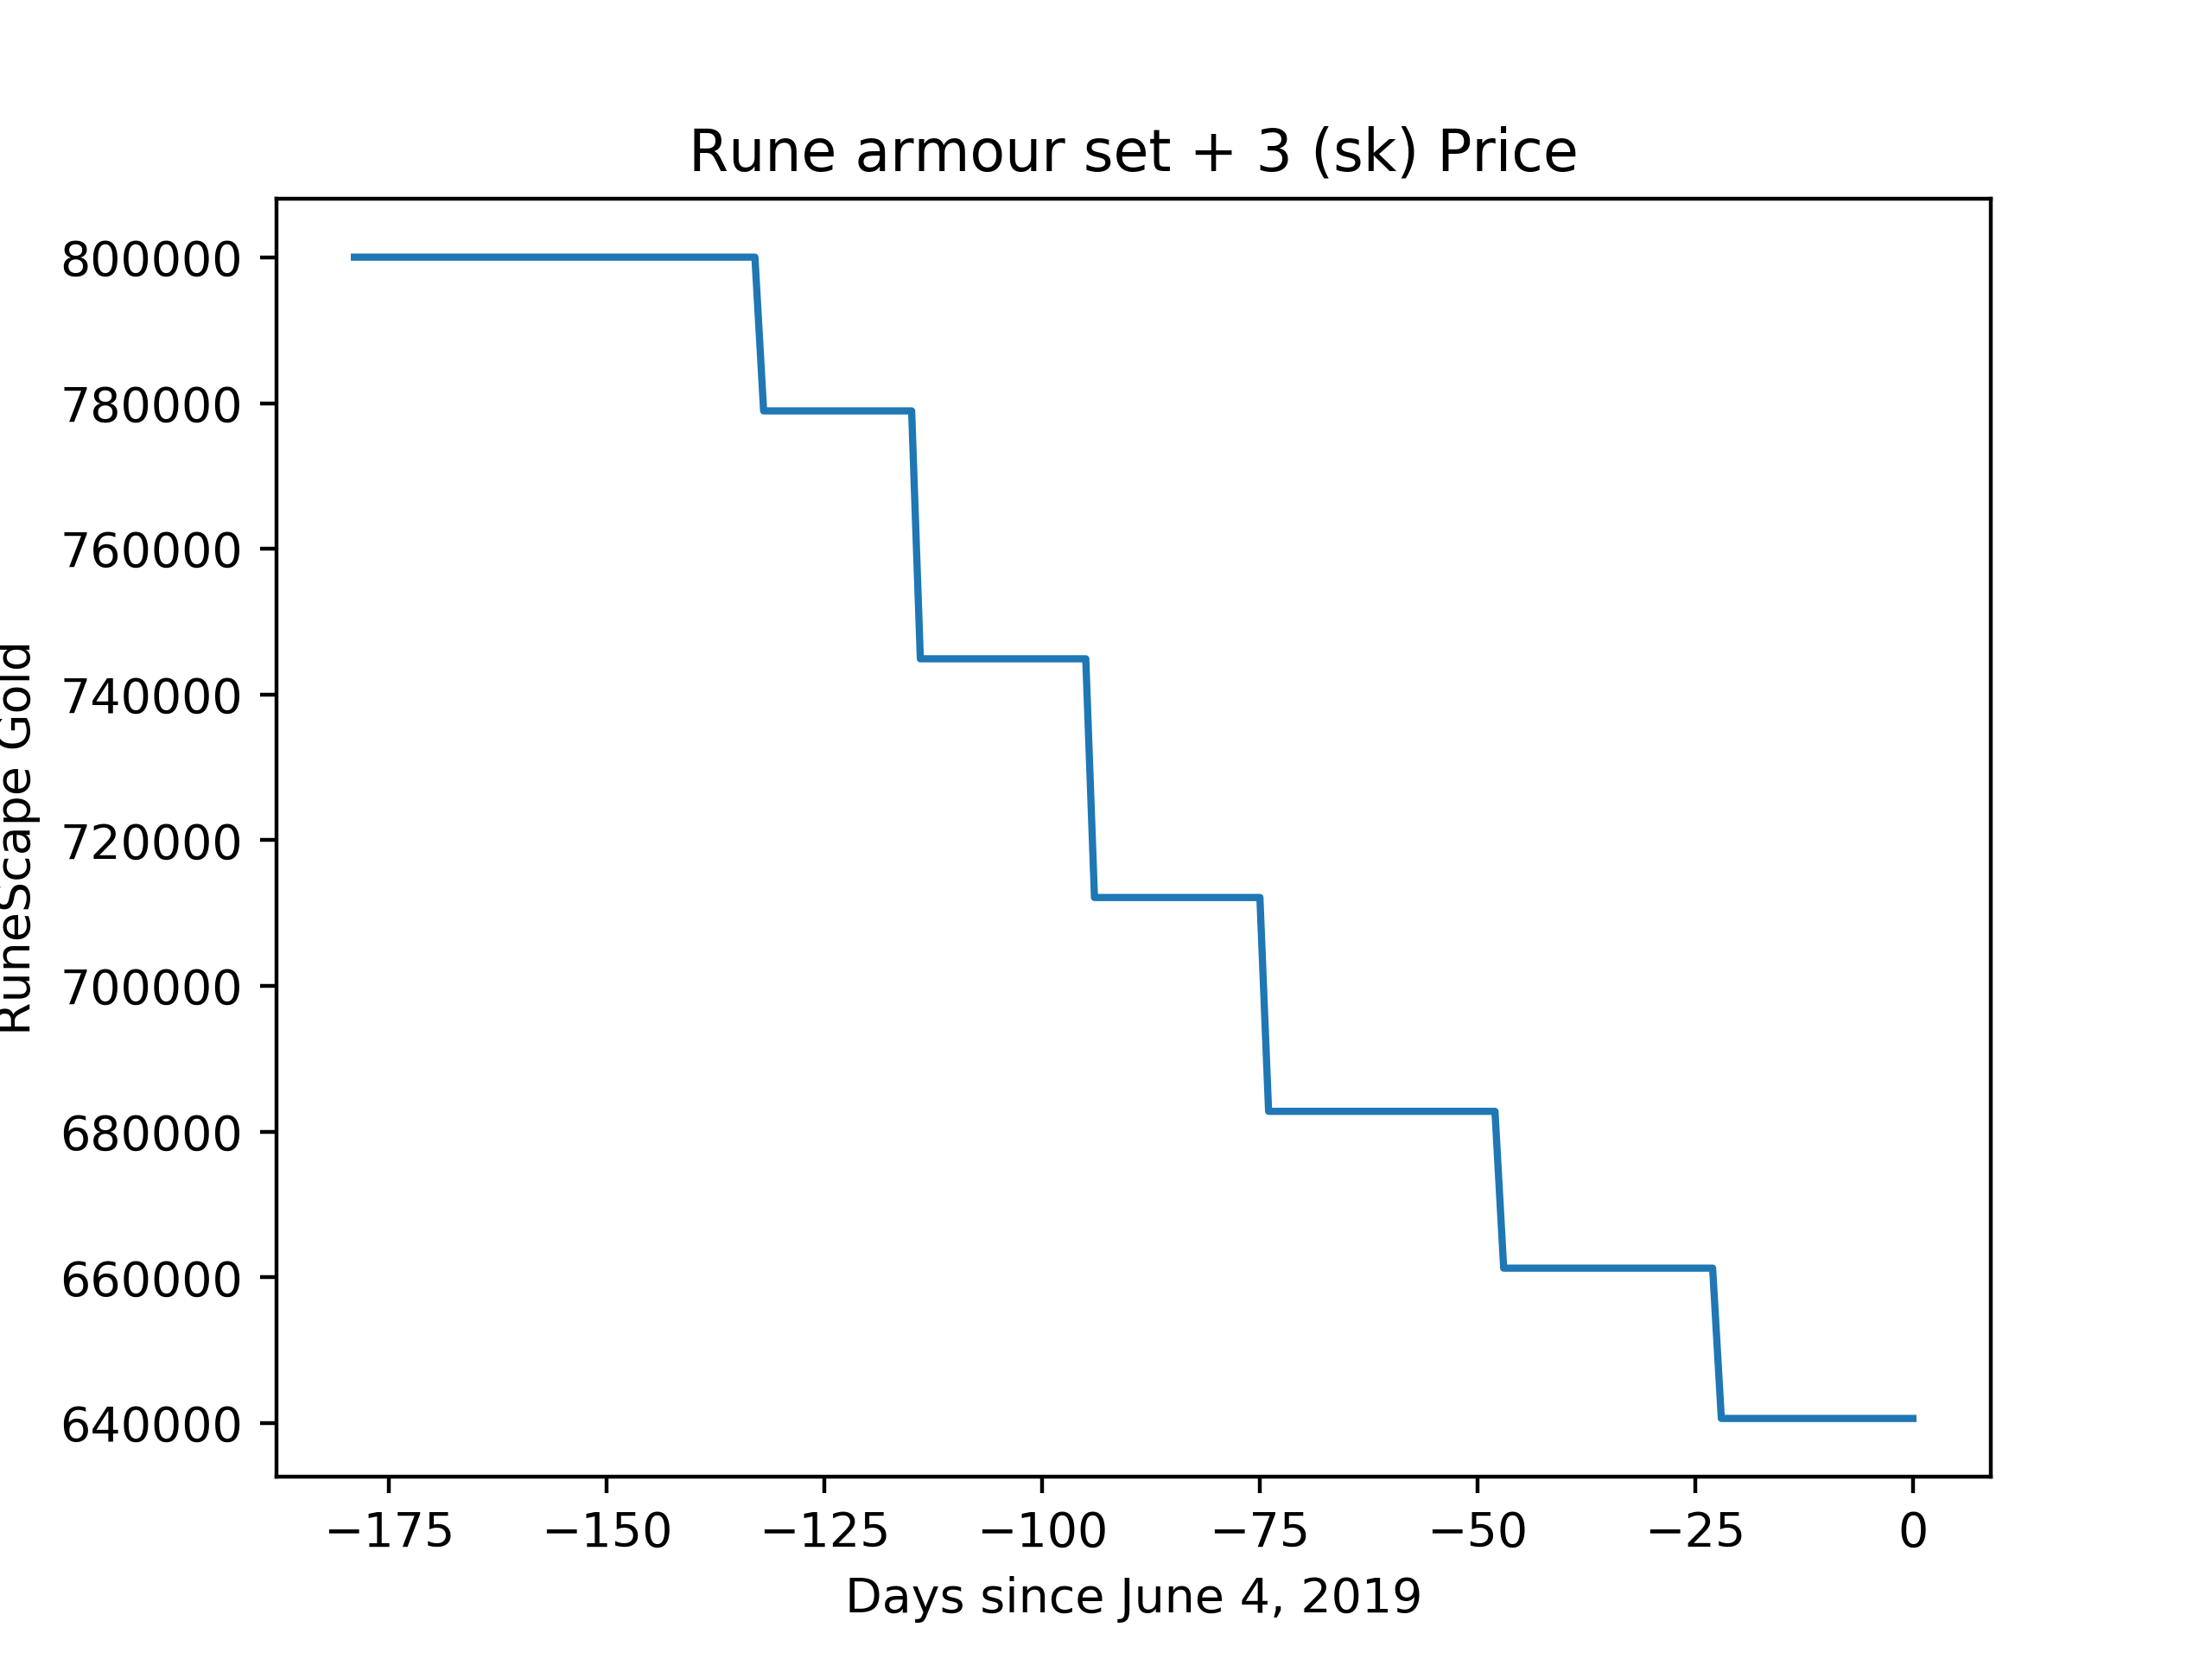 Rune armour set + 3 (sk) Price
RuneScape Gold
800000
780000
760000
740000
720000
700000
680000
660000
640000
−175 −150 −125 −100 −75 −50 −25 0
Days since June 4, 2019